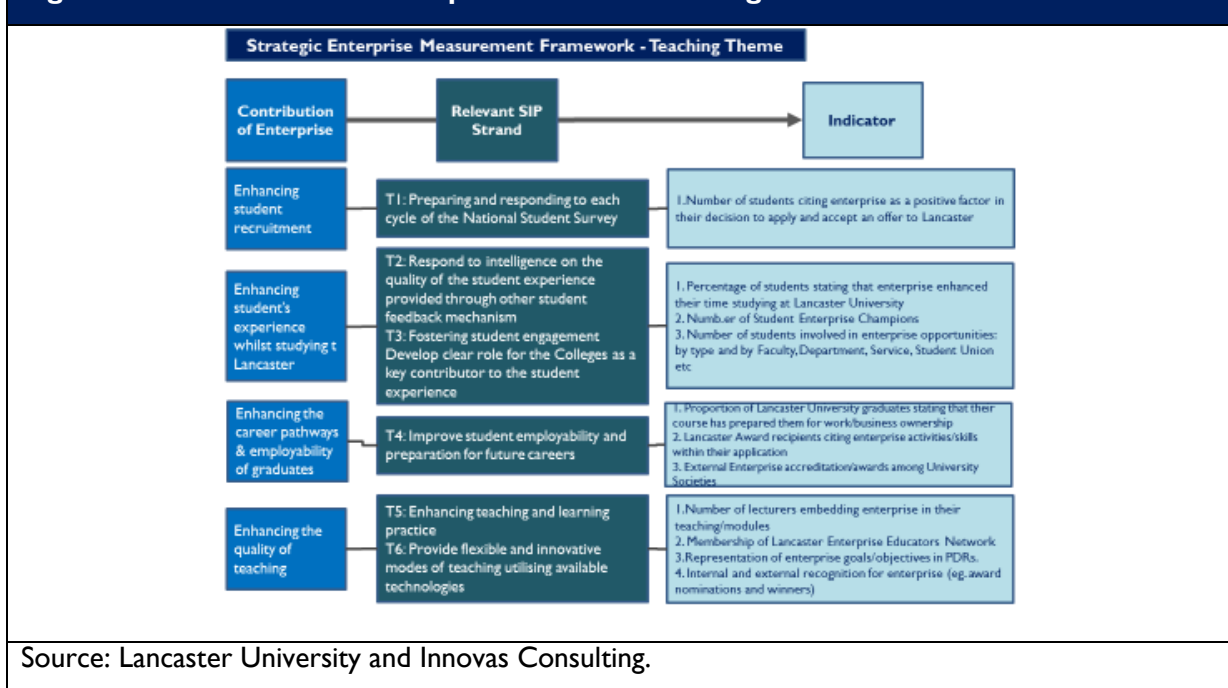 Strategic Enterprise Measurement Framework - Teaching Theme
Contribution
of Enterprise
Relevant SIP
Strand
Indicator
Enhancing
student
recruitment
T1: Preparing and responding to each
cycle of the National Student Survey
1.Number of students citing enterprise as a positive factor in
their decision to apply and accept an offer to Lancaster
Enhancing
student's
experience
whilst studying t
Lancaster
T2: Respond to intelligence on the
quality of the student experience
provided through other student
feedback mechanism
T3: Fostering student engagement
Develop clear role for the Colleges as a
key contributor to the student
experience
1. Percentage of students stating that enterprise enhanced
their time studying at Lancaster University
2. Numb.er of Student Enterprise Champions
3. Number of students involved in enterprise opportunities:
by type and by Faculty, Department, Service, Student Union
etc
Enhancing the
career pathways
& employability
of graduates
T4: Improve student employability and
preparation for future careers
1. Proportion of Lancaster University graduates stating that their
course has prepared them for work/business ownership
2. Lancaster Award recipients citing enterprise activities/skills
within their application
3. External Enterprise accreditation/awards among University
Societies
Enhancing the
quality of
teaching
T5: Enhancing teaching and learning
practice
T6: Provide flexible and innovative
modes of teaching utilising available
technologies
1.Number of lecturers embedding enterprise in their
teaching/modules
2. Membership of Lancaster Enterprise Educators Network
3.Representation of enterprise goals/objectives in PDRs.
4. Internal and external recognition for enterprise (eg. award
nominations and winners)
Source: Lancaster University and Innovas Consulting.